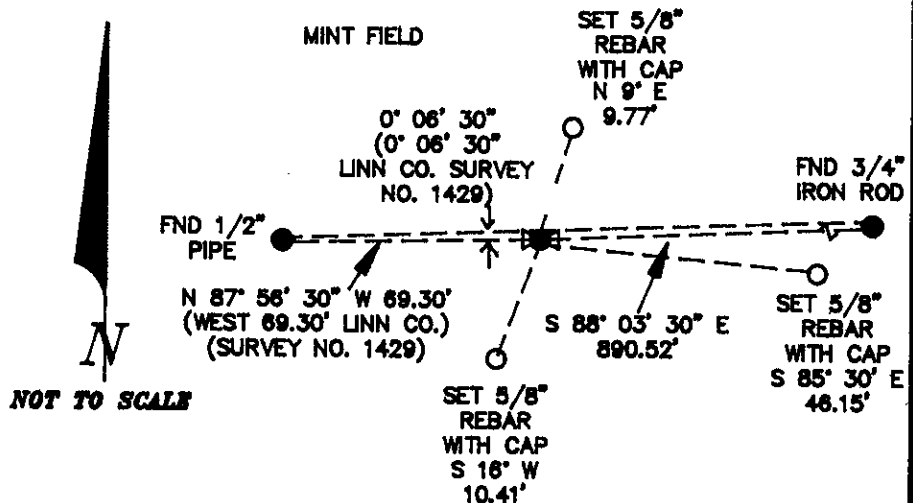 MINT FIELD
SET 5/8"
REBAR
WITH CAP
N 9° E
9.77'
0° 06' 30"
(0° 06' 30"
LINN CO. SURVEY
NO. 1429)
FND 3/4"
IRON ROD
FND 1/2"
PIPE
N 87° 56' 30" W 69.30'
(WEST 69.30' LINN CO.)
(SURVEY NO. 1429)
S 88° 03' 30" E
890.52'
SET 5/8"
REBAR
WITH CAP
S 85° 30' E
46.15'
N
NOT TO SCALE
SET 5/8"
REBAR
WITH CAP
S 16° W
10.41'